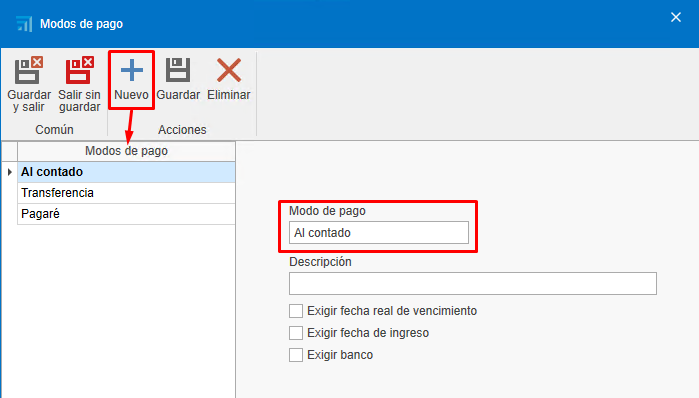 Modos de pago
Guardar y salir
Salir sin guardar
Nuevo
Guardar
Eliminar
Común
Acciones
Modos de pago
Al contado
Transferencia
Pagaré
Modo de pago
Al contado
Descripción
Exigir fecha real de vencimiento
Exigir fecha de ingreso
Exigir banco